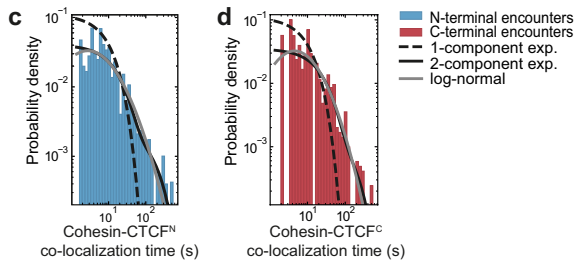 c
Probability density
10⁻¹
10⁻²
10⁻³
10¹ 10²
Cohesin-CTCFᴺ
co-localization time (s)
d
Probability density
10⁻¹
10⁻²
10⁻³
10¹ 10²
Cohesin-CTCFᶜ
co-localization time (s)
N-terminal encounters
C-terminal encounters
1-component exp.
2-component exp.
log-normal